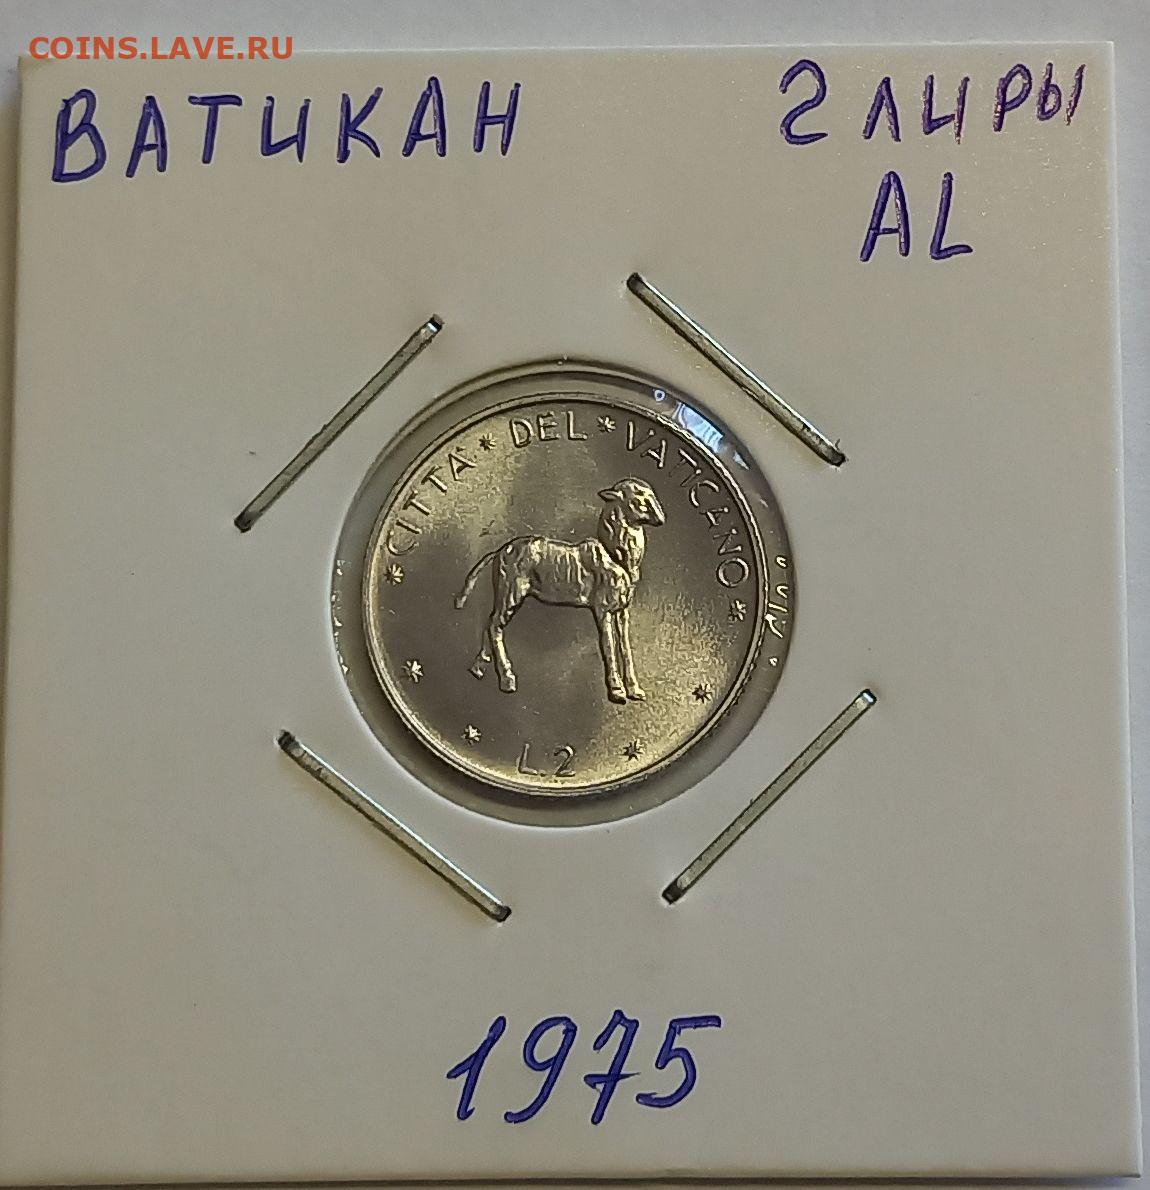 COINS.LAVE.RU
ВАТИКАН
2 ЛИРЫ
AL
* CITTA' * DEL * VATICANO *
L.2
1975